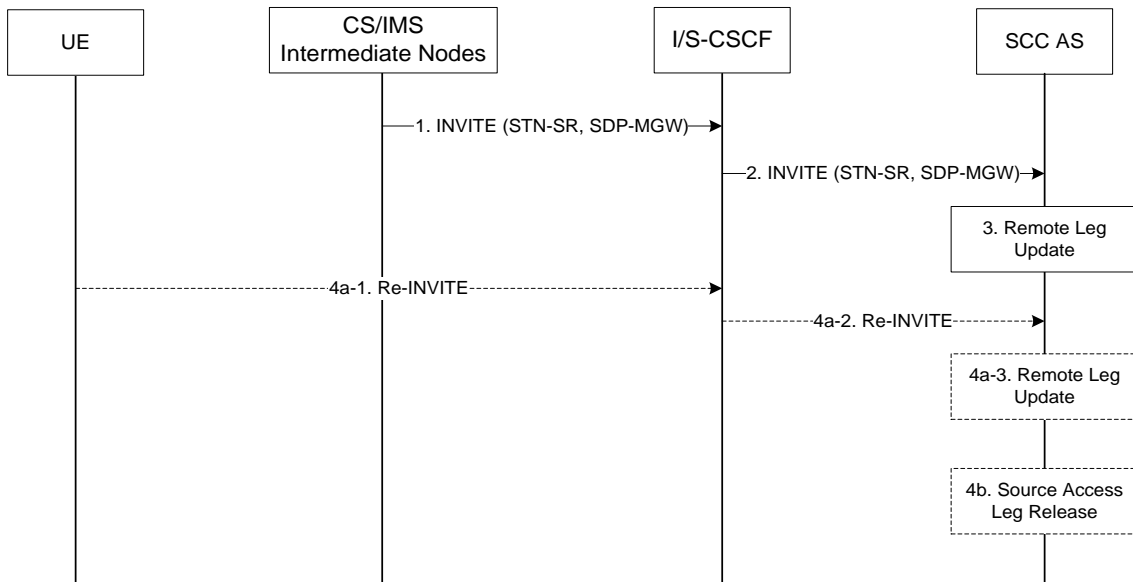 UE
CS/IMS
Intermediate Nodes
I/S-CSCF
SCC AS
1. INVITE (STN-SR, SDP-MGW)
2. INVITE (STN-SR, SDP-MGW)
3. Remote Leg
Update
4a-1. Re-INVITE
4a-2. Re-INVITE
4a-3. Remote Leg
Update
4b. Source Access
Leg Release